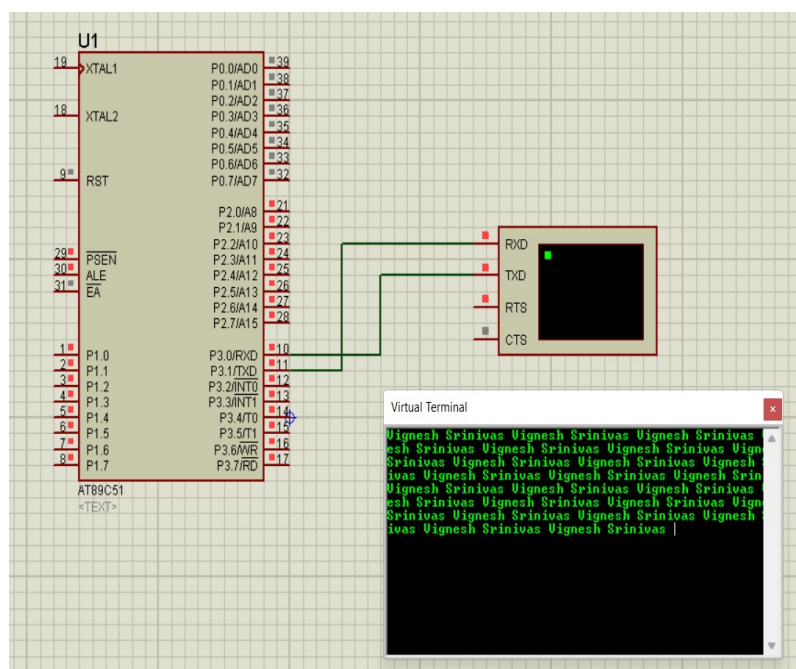 U1
19 XTAL1
18 XTAL2
9 RST
29 PSEN
30 ALE
31 EA
1 P1.0
2 P1.1
3 P1.2
4 P1.3
5 P1.4
6 P1.5
7 P1.6
8 P1.7
P0.0/AD0 39
P0.1/AD1 38
P0.2/AD2 37
P0.3/AD3 36
P0.4/AD4 35
P0.5/AD5 34
P0.6/AD6 33
P0.7/AD7 32
P2.0/A8 21
P2.1/A9 22
P2.2/A10 23
P2.3/A11 24
P2.4/A12 25
P2.5/A13 26
P2.6/A14 27
P2.7/A15 28
P3.0/RXD 10
P3.1/TXD 11
P3.2/INT0 12
P3.3/INT1 13
P3.4/T0 14
P3.5/T1 15
P3.6/WR 16
P3.7/RD 17
AT89C51
<TEXT>
RXD
TXD
RTS
CTS
Virtual Terminal
x
Vignesh Srinivas Vignesh Srinivas Vignesh Srinivas
esh Srinivas Vignesh Srinivas Vignesh Srinivas Vign
Srinivas Vignesh Srinivas Vignesh Srinivas Vignesh S
ivas Vignesh Srinivas Vignesh Srinivas Vignesh Srin
Vignesh Srinivas Vignesh Srinivas Vignesh Srinivas
esh Srinivas Vignesh Srinivas Vignesh Srinivas Vign
Srinivas Vignesh Srinivas Vignesh Srinivas Vignesh S
ivas Vignesh Srinivas Vignesh Srinivas